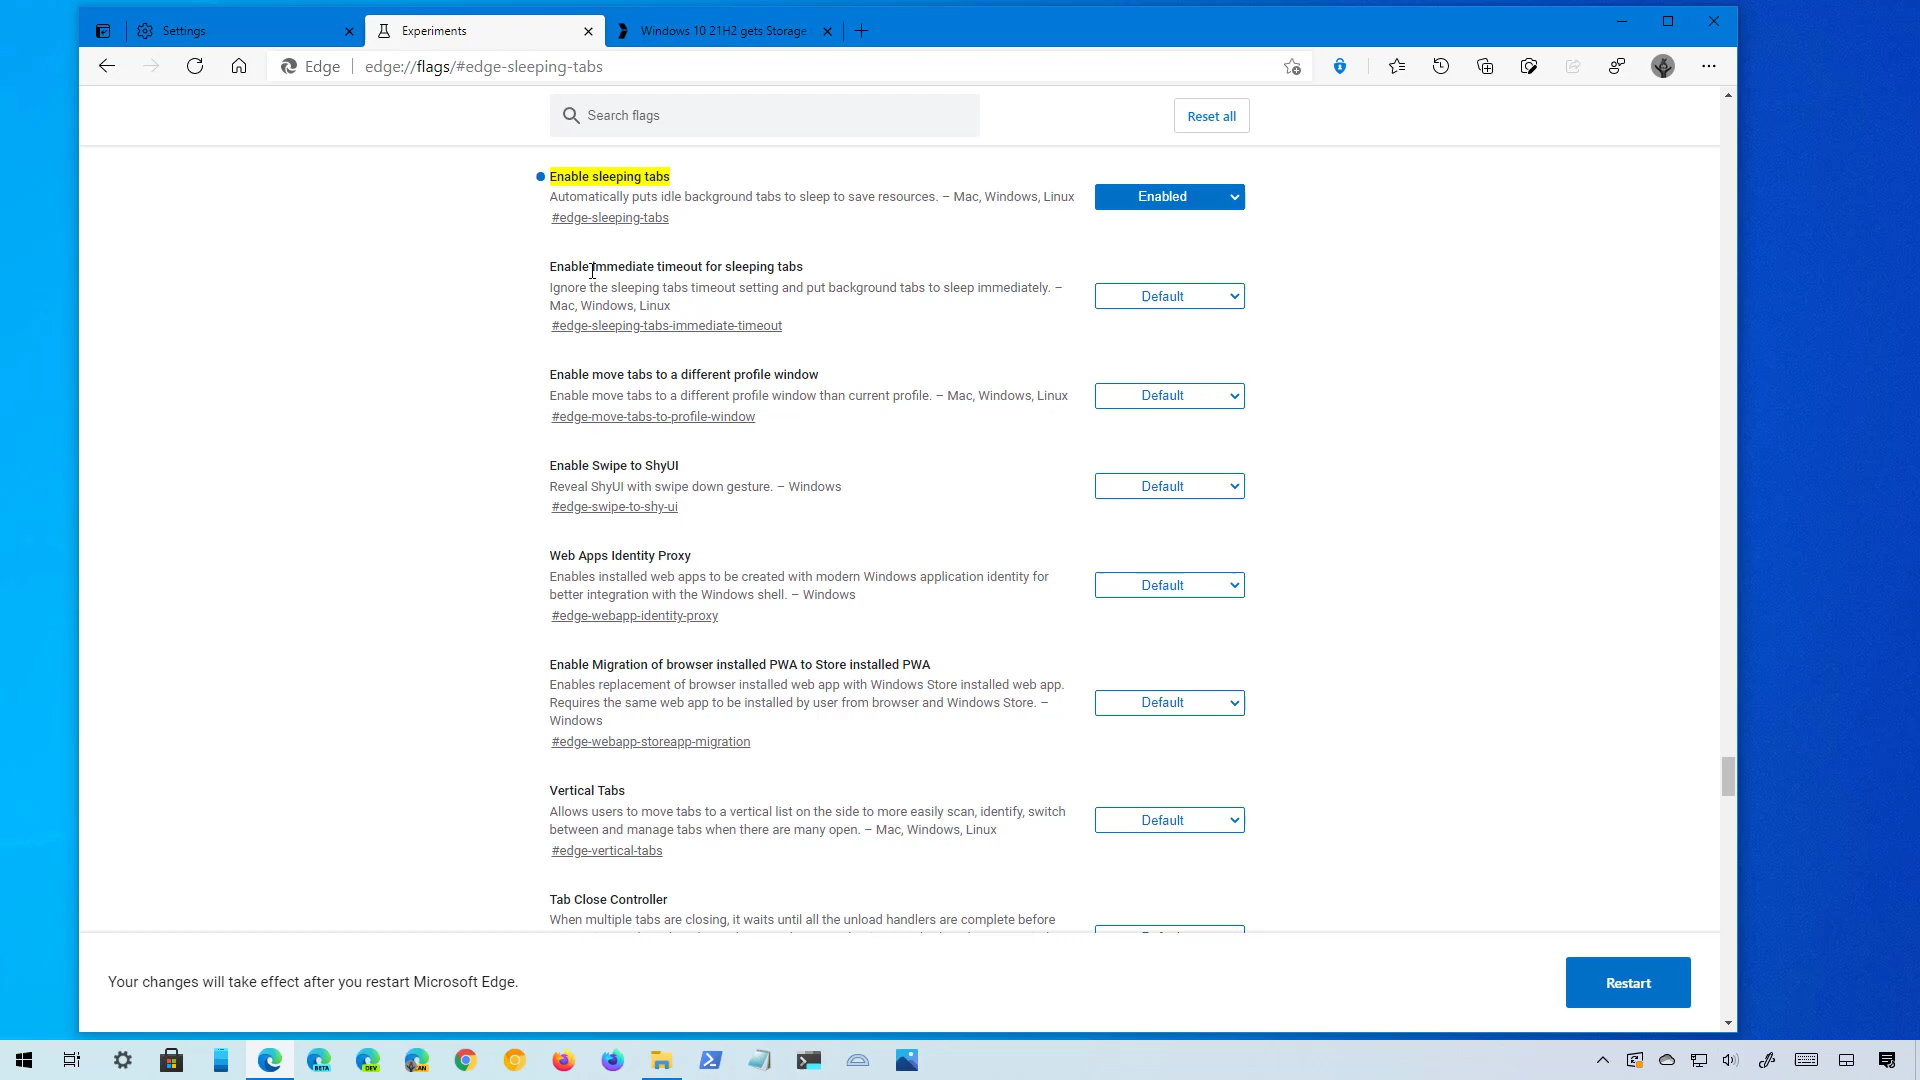 Settings
Experiments
Windows 10 21H2 gets Storage
Edge
edge://flags/#edge-sleeping-tabs
Search flags
Reset all
Enable sleeping tabs
Automatically puts idle background tabs to sleep to save resources. – Mac, Windows, Linux
#edge-sleeping-tabs
Enabled
Enable immediate timeout for sleeping tabs
Ignore the sleeping tabs timeout setting and put background tabs to sleep immediately. –
Mac, Windows, Linux
#edge-sleeping-tabs-immediate-timeout
Default
Enable move tabs to a different profile window
Enable move tabs to a different profile window than current profile. – Mac, Windows, Linux
#edge-move-tabs-to-profile-window
Default
Enable Swipe to ShyUI
Reveal ShyUI with swipe down gesture. – Windows
#edge-swipe-to-shy-ui
Default
Web Apps Identity Proxy
Enables installed web apps to be created with modern Windows application identity for
better integration with the Windows shell. – Windows
#edge-webapp-identity-proxy
Default
Enable Migration of browser installed PWA to Store installed PWA
Enables replacement of browser installed web app with Windows Store installed web app.
Requires the same web app to be installed by user from browser and Windows Store. –
Windows
#edge-webapp-storeapp-migration
Default
Vertical Tabs
Allows users to move tabs to a vertical list on the side to more easily scan, identify, switch
between and manage tabs when there are many open. – Mac, Windows, Linux
#edge-vertical-tabs
Default
Tab Close Controller
When multiple tabs are closing, it waits until all the unload handlers are complete before
Your changes will take effect after you restart Microsoft Edge.
Restart
BETA
DEV
CAN